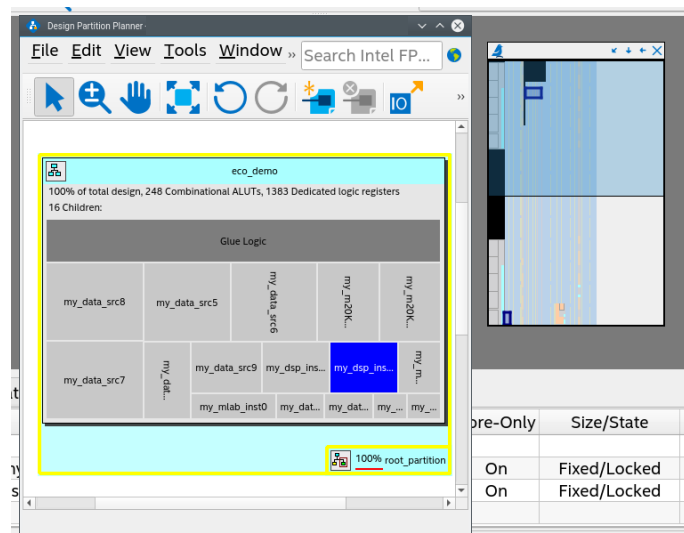 Design Partition Planner
File Edit View Tools Window » Search Intel FP...
IO »
eco_demo
100% of total design, 248 Combinational ALUTs, 1383 Dedicated logic registers
16 Children:
Glue Logic
my_data_src8
my_data_src5
my_data_src6
my_m20K...
my_m20K...
my_data_src7
my_dat...
my_data_src9
my_dsp_ins...
my_dsp_ins...
my_m...
my_mlab_inst0
my_dat...
my_dat...
my_...
my_...
100% root_partition
ore-Only Size/State
On Fixed/Locked
On Fixed/Locked